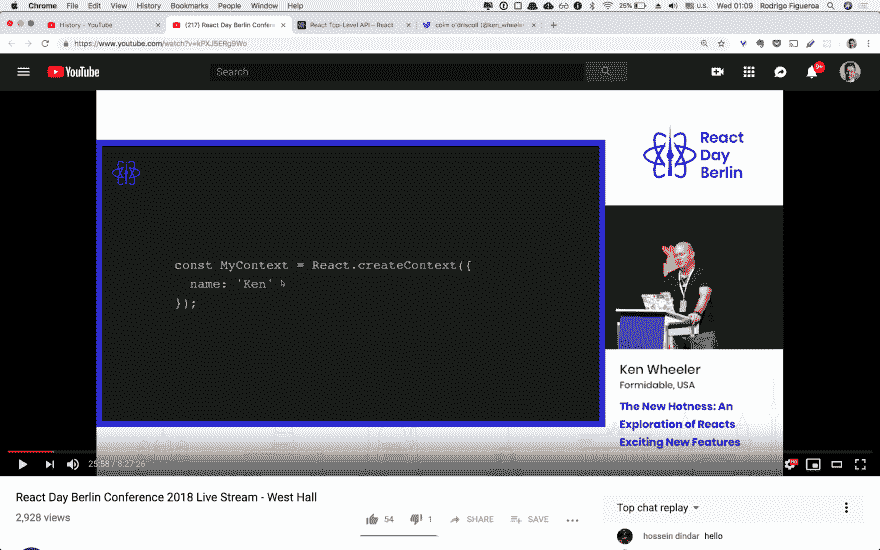 Chrome File Edit View History Bookmarks People Window Help
25% U.S. Wed 01:09 Rodrigo Figueroa
History - YouTube
(217) React Day Berlin Confere
React Top-Level API – React
colm o'driscoll (@ken_wheeler
https://www.youtube.com/watch?v=kPXJ5ERg9Wo
YouTube
Search
9+
React
Day
Berlin
const MyContext = React.createContext({
name: 'Ken'
});
Ken Wheeler
Formidable, USA
The New Hotness: An
Exploration of Reacts
Exciting New Features
25:58 / 8:27:26
React Day Berlin Conference 2018 Live Stream - West Hall
2,928 views
54 1 SHARE SAVE
Top chat replay
hossein dindar hello